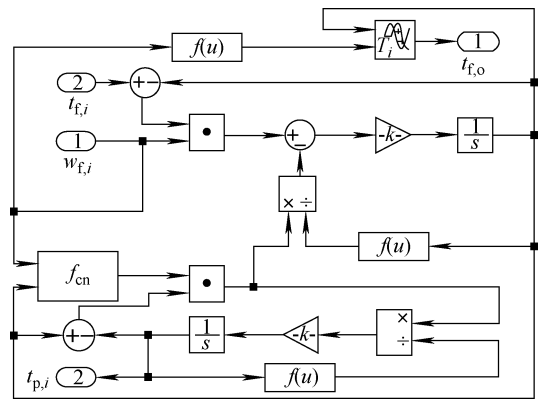 f(u)
T_i
1
t_f,o
2
+−
t_f,i
1
w_f,i
•
+
−
-k-
1/s
× ÷
f(u)
f_cn
•
+−
1/s
-k-
×
÷
t_p,i
2
f(u)